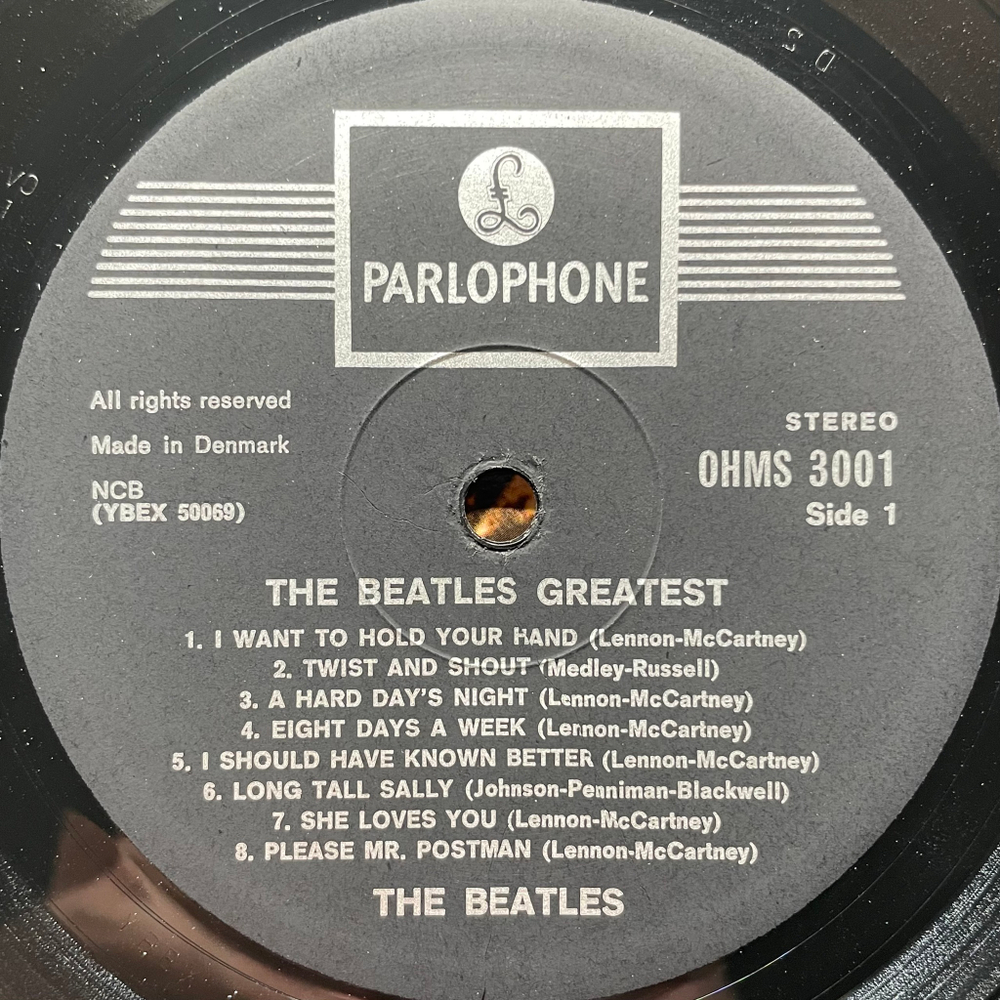 £
PARLOPHONE
All rights reserved
Made in Denmark
NCB
(YBEX 50069)
STEREO
OHMS 3001
Side 1
THE BEATLES GREATEST
1. I WANT TO HOLD YOUR HAND (Lennon-McCartney)
2. TWIST AND SHOUT (Medley-Russell)
3. A HARD DAY'S NIGHT (Lennon-McCartney)
4. EIGHT DAYS A WEEK (Lennon-McCartney)
5. I SHOULD HAVE KNOWN BETTER (Lennon-McCartney)
6. LONG TALL SALLY (Johnson-Penniman-Blackwell)
7. SHE LOVES YOU (Lennon-McCartney)
8. PLEASE MR. POSTMAN (Lennon-McCartney)
THE BEATLES